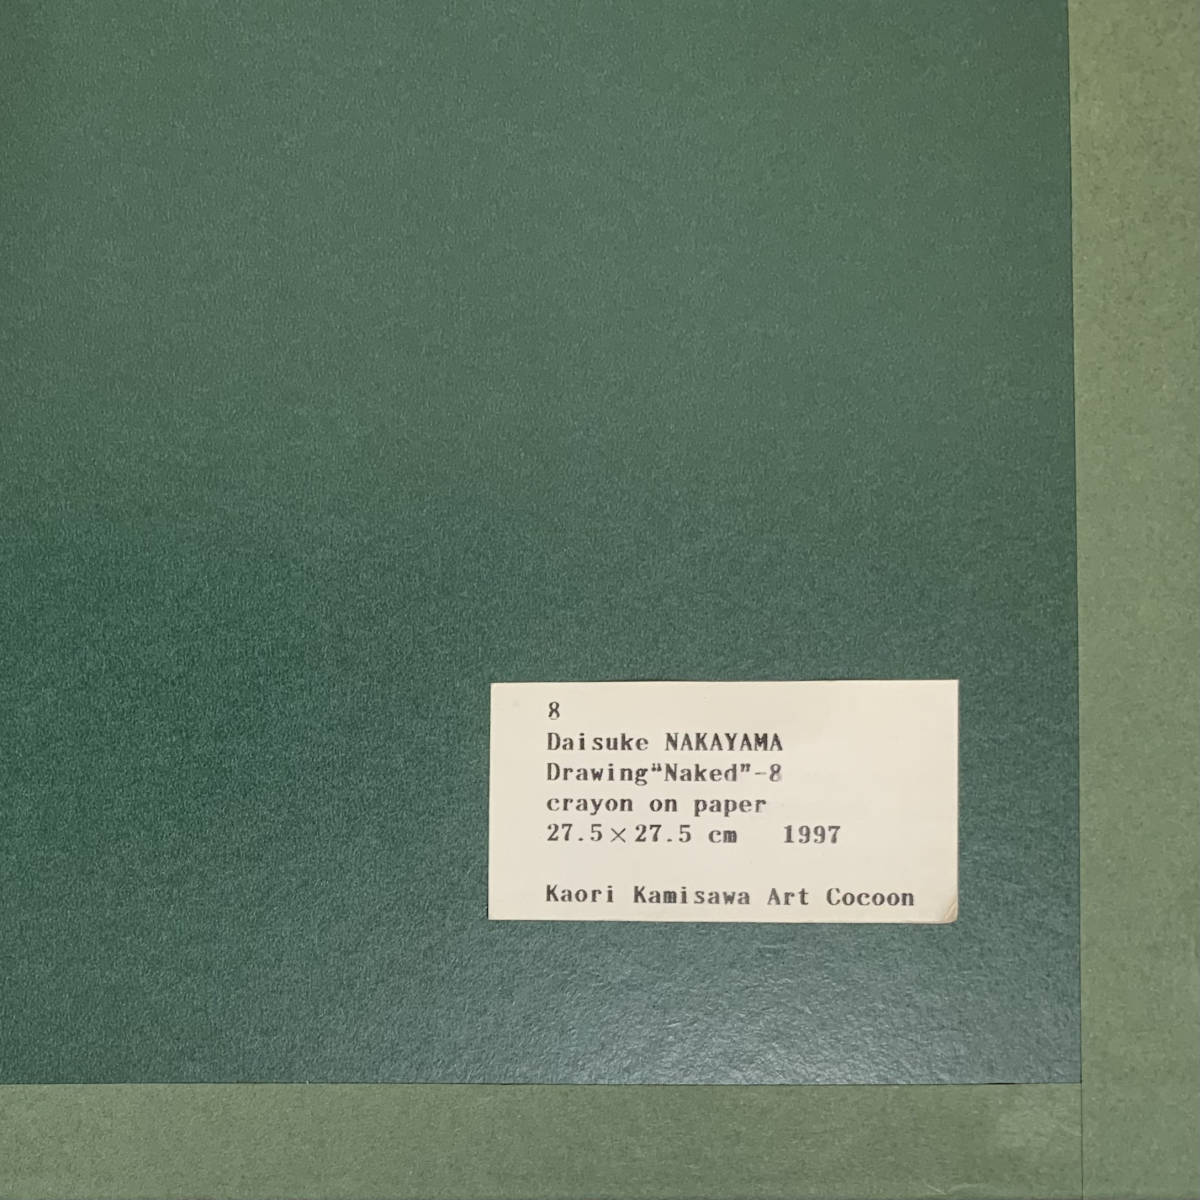 8
Daisuke NAKAYAMA
Drawing“Naked”-8
crayon on paper
27.5×27.5 cm 1997
Kaori Kamisawa Art Cocoon